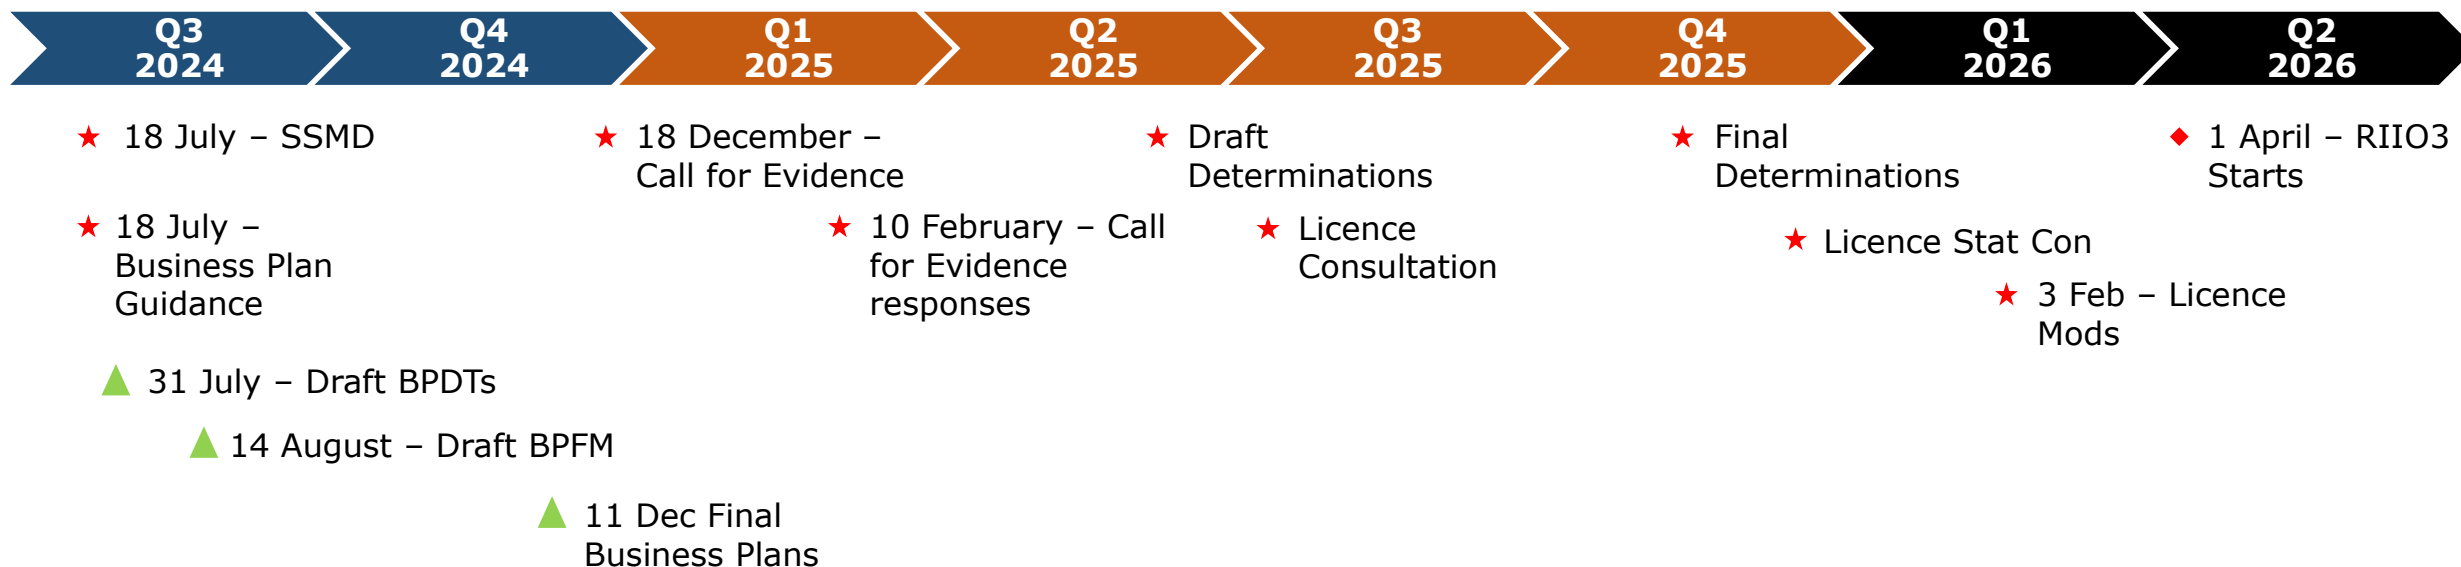 Q3
2024
Q4
2024
Q1
2025
Q2
2025
Q3
2025
Q4
2025
Q1
2026
Q2
2026
18 July – SSMD
18 December –
Call for Evidence
Draft
Determinations
Final
Determinations
1 April – RIIO3
Starts
18 July –
Business Plan
Guidance
10 February – Call
for Evidence
responses
Licence
Consultation
Licence Stat Con
3 Feb – Licence
Mods
31 July – Draft BPDTs
14 August – Draft BPFM
11 Dec Final
Business Plans